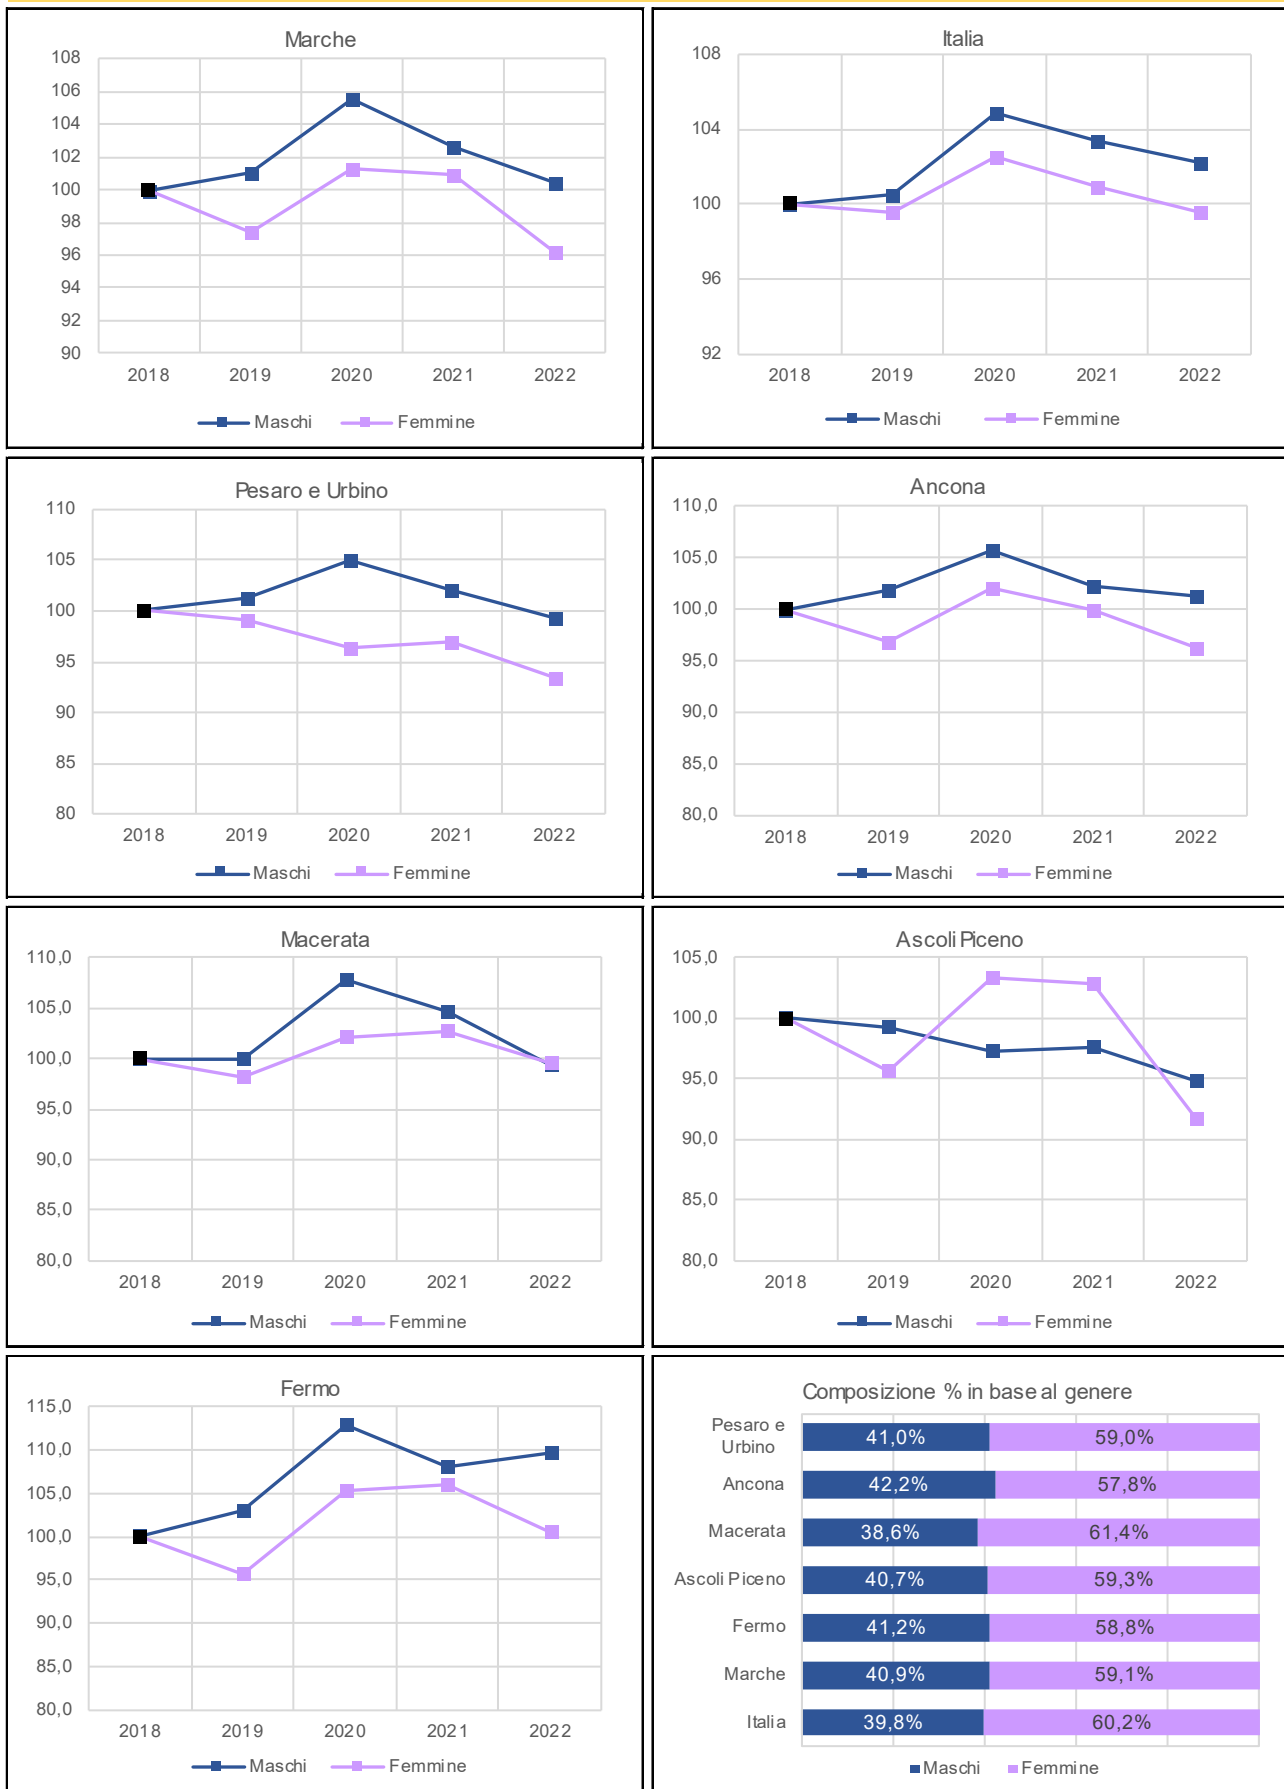 Marche
108
106
104
102
100
98
96
94
92
90
2018 2019 2020 2021 2022
Maschi Femmine
Italia
108
104
100
96
92
2018 2019 2020 2021 2022
Maschi Femmine
Pesaro e Urbino
110
105
100
95
90
85
80
2018 2019 2020 2021 2022
Maschi Femmine
Ancona
110,0
105,0
100,0
95,0
90,0
85,0
80,0
2018 2019 2020 2021 2022
Maschi Femmine
Macerata
110,0
105,0
100,0
95,0
90,0
85,0
80,0
2018 2019 2020 2021 2022
Maschi Femmine
Ascoli Piceno
105,0
100,0
95,0
90,0
85,0
80,0
2018 2019 2020 2021 2022
Maschi Femmine
Fermo
115,0
110,0
105,0
100,0
95,0
90,0
85,0
80,0
2018 2019 2020 2021 2022
Maschi Femmine
Composizione % in base al genere
Pesaro e
Urbino
41,0% 59,0%
Ancona 42,2% 57,8%
Macerata 38,6% 61,4%
Ascoli Piceno 40,7% 59,3%
Fermo 41,2% 58,8%
Marche 40,9% 59,1%
Italia 39,8% 60,2%
Maschi Femmine